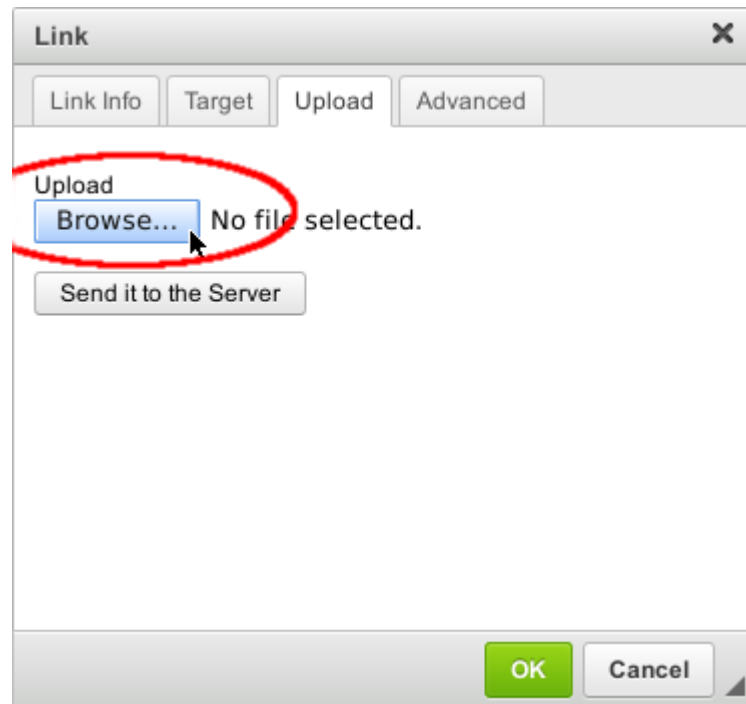 Link
Link Info Target Upload Advanced
Upload
Browse... No file selected.
Send it to the Server
OK Cancel